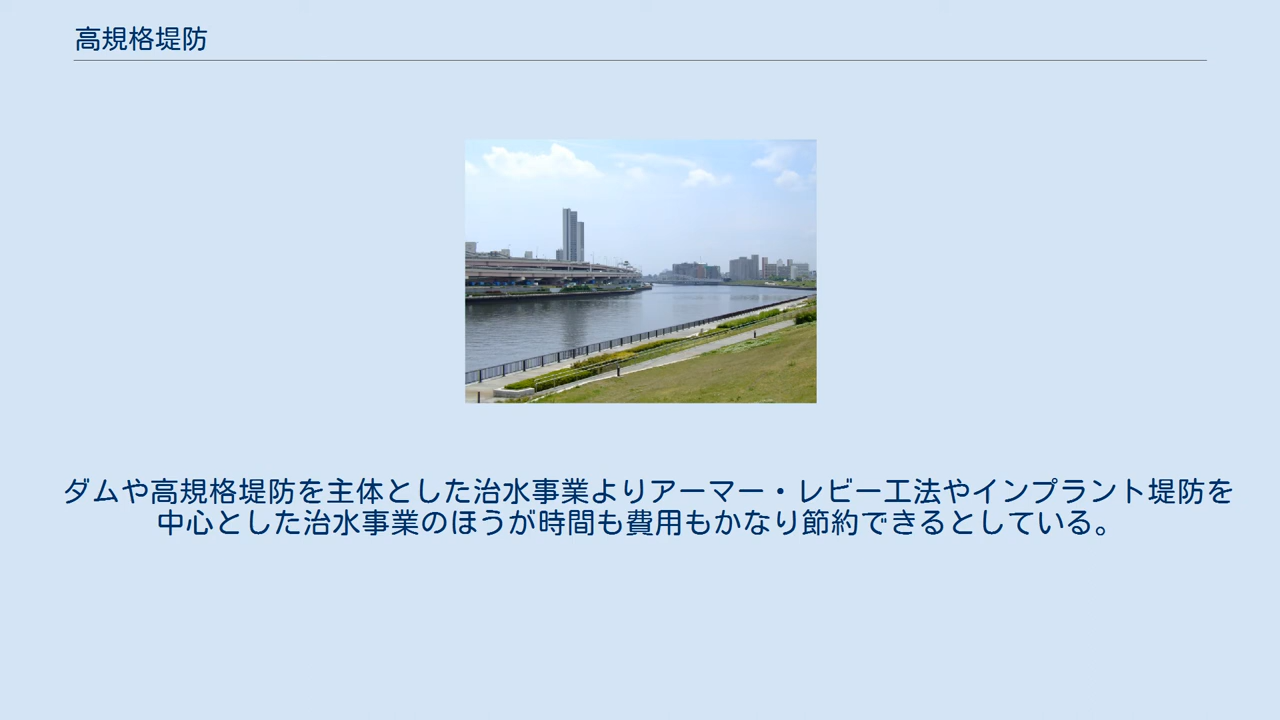 高規格堤防
ダムや高規格堤防を主体とした治水事業よりアーマー・レビー工法やインプラント堤防を
中心とした治水事業のほうが時間も費用もかなり節約できるとしている。